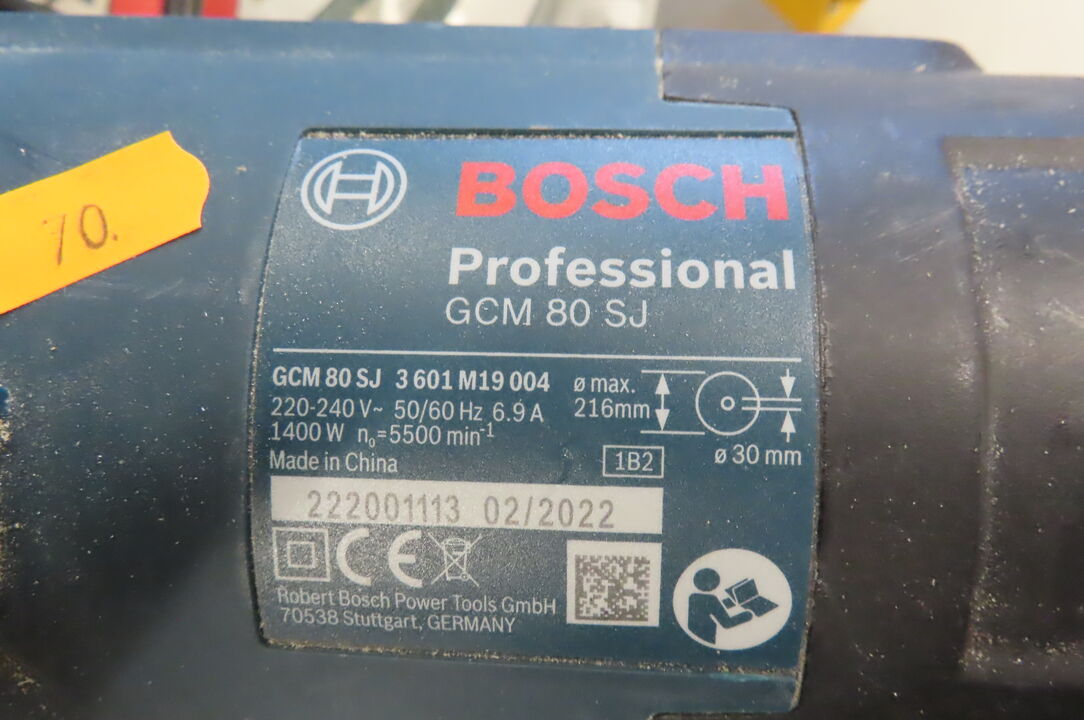 70.
BOSCH
Professional
GCM 80 SJ
GCM 80 SJ 3 601 M19 004
220-240 V~ 50/60 Hz 6.9 A
1400 W n₀=5500 min⁻¹
Made in China
ø max.
216mm
ø 30 mm
1B2
222001113 02/2022
CE
Robert Bosch Power Tools GmbH
70538 Stuttgart, GERMANY